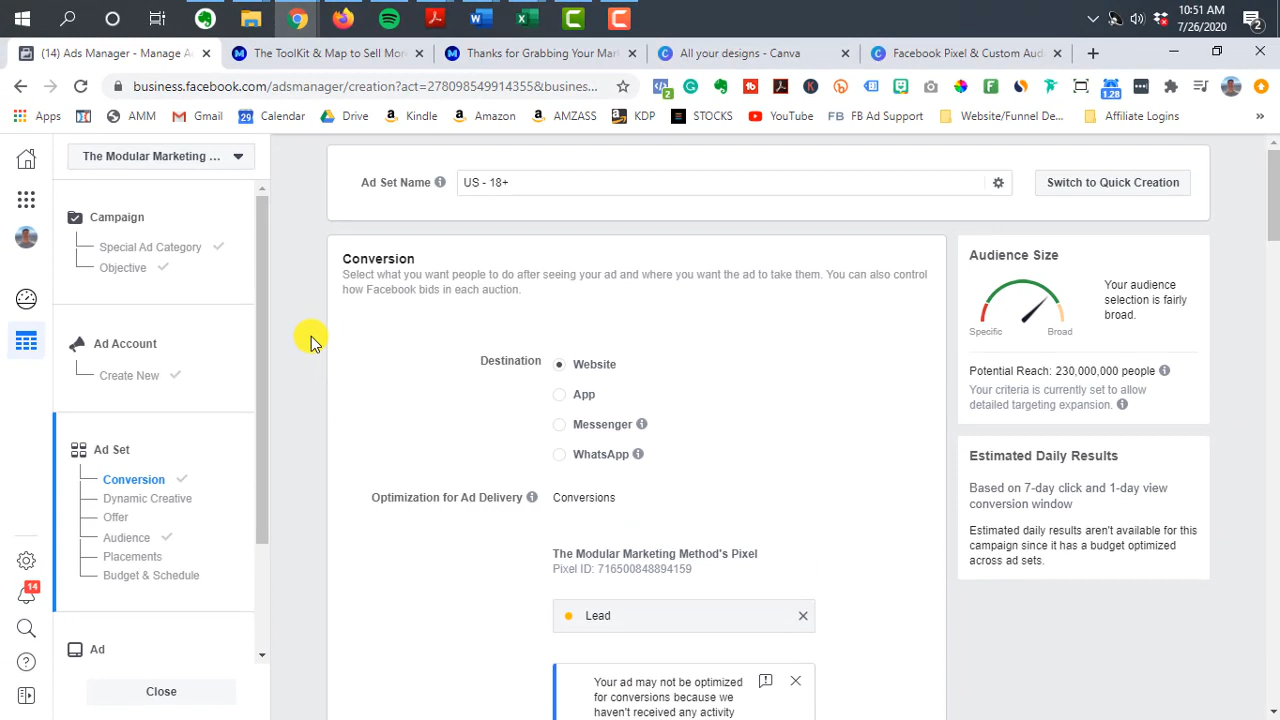 10:51 AM
7/26/2020
2
(14) Ads Manager - Manage A
The ToolKit & Map to Sell Mor
Thanks for Grabbing Your Mar
All your designs - Canva
Facebook Pixel & Custom Aud
business.facebook.com/adsmanager/creation?act=278098549914355&busines...
2
1.28
Apps
AMM
Gmail
Calendar
Drive
Kindle
Amazon
AMZASS
KDP
STOCKS
YouTube
FB Ad Support
Website/Funnel De...
Affiliate Links
»
The Modular Marketing ...
Campaign
Special Ad Category
Objective
Ad Account
Create New
Ad Set
Conversion
Dynamic Creative
Offer
Audience
Placements
Budget & Schedule
Ad
Close
14
Ad Set Name
US - 18+
Switch to Quick Creation
Conversion
Select what you want people to do after seeing your ad and where you want the ad to take them. You can also control
how Facebook bids in each auction.
Destination
Website
App
Messenger
WhatsApp
Optimization for Ad Delivery
Conversions
The Modular Marketing Method's Pixel
Pixel ID: 716500848894159
Lead
Your ad may not be optimized
for conversions because we
haven't received any activity
Audience Size
Your audience
selection is fairly
broad.
Specific
Broad
Potential Reach: 230,000,000 people
Your criteria is currently set to allow
detailed targeting expansion.
Estimated Daily Results
Based on 7-day click and 1-day view
conversion window
Estimated daily results aren't available for this
campaign since it has a budget optimized
across ad sets.